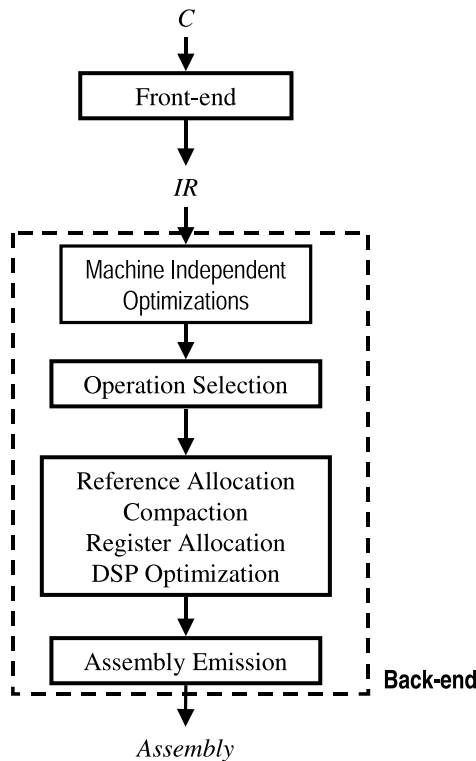 C
Front-end
IR
Machine Independent
Optimizations
Operation Selection
Reference Allocation
Compaction
Register Allocation
DSP Optimization
Assembly Emission
Back-end
Assembly